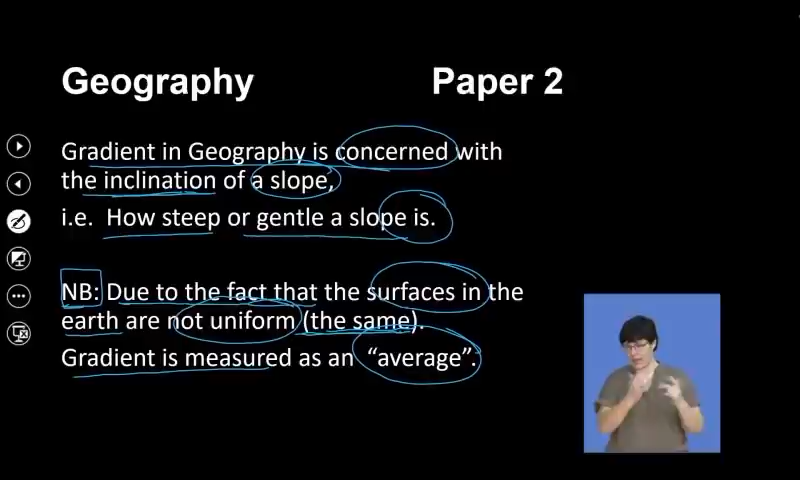 Geography Paper 2
Gradient in Geography is concerned with
the inclination of a slope,
i.e. How steep or gentle a slope is.
NB: Due to the fact that the surfaces in the
earth are not uniform (the same).
Gradient is measured as an “average”.